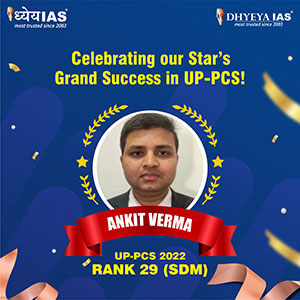 ध्येय IAS®
most trusted since 2003
DHYEYA IAS®
most trusted since 2003
Celebrating our Star's
Grand Success in UP-PCS!
ANKIT VERMA
UP-PCS 2022
RANK 29 (SDM)